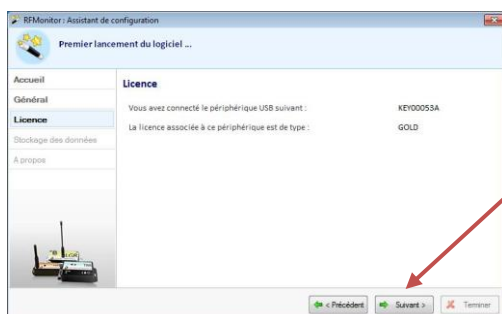 RFMonitor : Assistant de configuration
Premier lancement du logiciel ...
Accueil
Général
Licence
Stockage des données
A propos
Licence
Vous avez connecté le périphérique USB suivant : KEY00053A
La licence associée à ce périphérique est de type : GOLD
< Précédent
Suivant >
Terminer